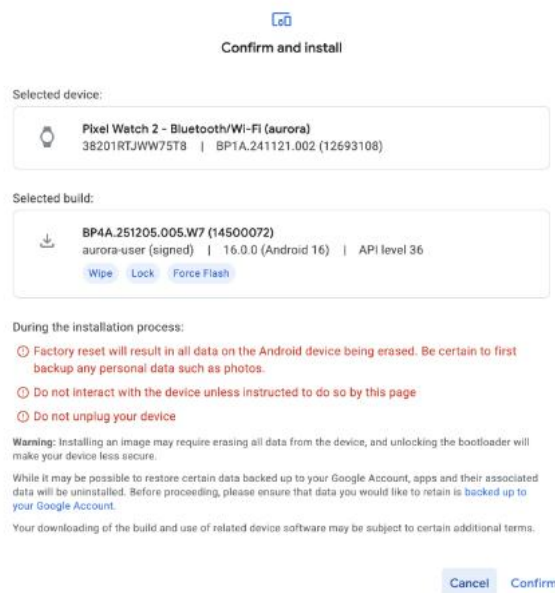 Confirm and install
Selected device:
Pixel Watch 2 - Bluetooth/Wi-Fi (aurora)
38201RTJWW75T8 | BP1A.241121.002 (12693108)
Selected build:
BP4A.251205.005.W7 (14500072)
aurora-user (signed) | 16.0.0 (Android 16) | API level 36
Wipe Lock Force Flash
During the installation process:
Factory reset will result in all data on the Android device being erased. Be certain to first
backup any personal data such as photos.
Do not interact with the device unless instructed to do so by this page
Do not unplug your device
Warning: Installing an image may require erasing all data from the device, and unlocking the bootloader will
make your device less secure.
While it may be possible to restore certain data backed up to your Google Account, apps and their associated
data will be uninstalled. Before proceeding, please ensure that data you would like to retain is backed up to
your Google Account.
Your downloading of the build and use of related device software may be subject to certain additional terms.
Cancel Confirm